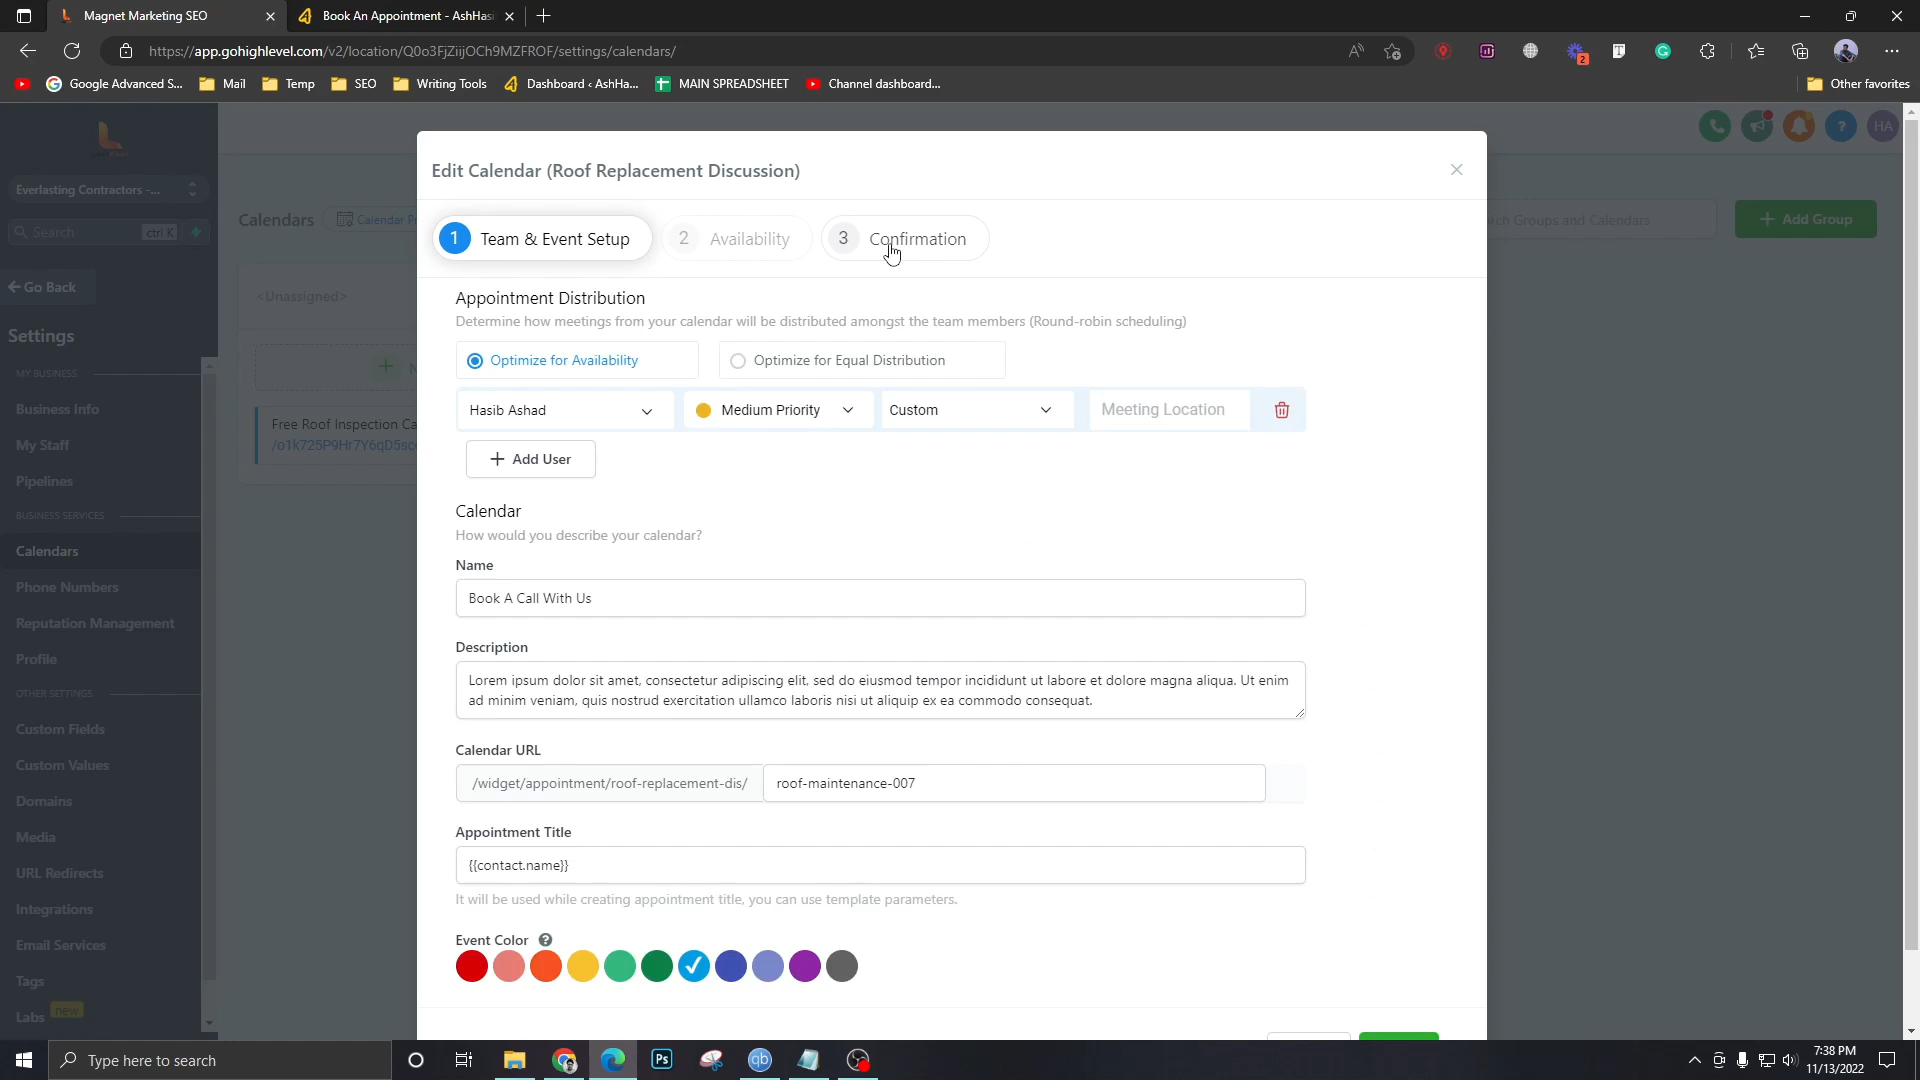 Magnet Marketing SEO
Book An Appointment - AshHasi
https://app.gohighlevel.com/v2/location/Q0o3FjZiijOCh9MZFROF/settings/calendars/
Google Advanced S...
Mail
Temp
SEO
Writing Tools
Dashboard ‹ AshHa...
MAIN SPREADSHEET
Channel dashboard...
Other favorites
HA
Everlasting Contractors -...
Search
ctrl K
Go Back
Settings
MY BUSINESS
Business Info
My Staff
Pipelines
BUSINESS SERVICES
Calendars
Phone Numbers
Reputation Management
Profile
OTHER SETTINGS
Custom Fields
Custom Values
Domains
Media
URL Redirects
Integrations
Email Services
Tags
Labs new
Calendars
Calendar
<Unassigned>
Free Roof Inspection Ca
/o1k725P9Hr7Y6qD5sc
Groups and Calendars
+ Add Group
Edit Calendar (Roof Replacement Discussion)
1 Team & Event Setup
2 Availability
3 Confirmation
Appointment Distribution
Determine how meetings from your calendar will be distributed amongst the team members (Round-robin scheduling)
Optimize for Availability
Optimize for Equal Distribution
Hasib Ashad
Medium Priority
Custom
Meeting Location
+ Add User
Calendar
How would you describe your calendar?
Name
Book A Call With Us
Description
Lorem ipsum dolor sit amet, consectetur adipiscing elit, sed do eiusmod tempor incididunt ut labore et dolore magna aliqua. Ut enim
ad minim veniam, quis nostrud exercitation ullamco laboris nisi ut aliquip ex ea commodo consequat.
Calendar URL
/widget/appointment/roof-replacement-dis/
roof-maintenance-007
Appointment Title
{{contact.name}}
It will be used while creating appointment title, you can use template parameters.
Event Color
Type here to search
Ps
qb
7:38 PM
11/13/2022